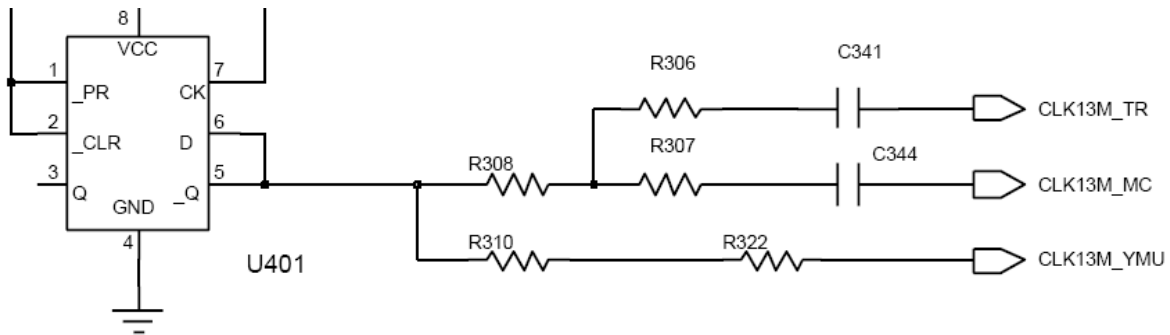 8
VCC
1
7
_PR
CK
2
6
_CLR
D
3
5
Q
_Q
GND
4
U401
R306
C341
CLK13M_TR
R307
C344
R308
CLK13M_MC
R310
R322
CLK13M_YMU